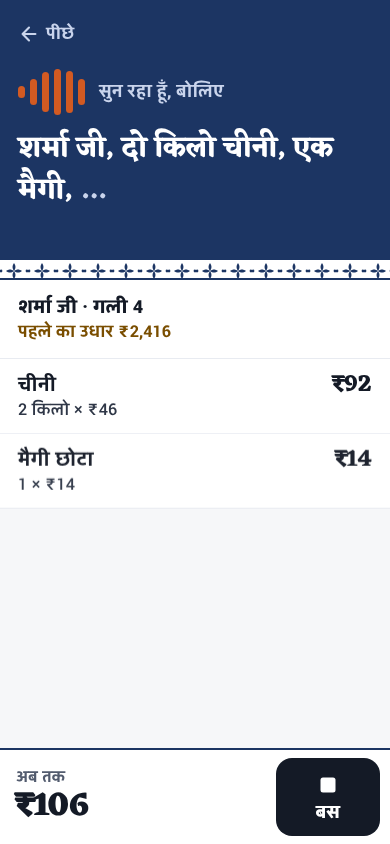 ← पीछे
सुन रहा हूँ, बोलिए
शर्मा जी, दो किलो चीनी, एक
मैगी, ...
शर्मा जी · गली 4
पहले का उधार ₹2,416
चीनी ₹92
2 किलो × ₹46
मैगी छोटा ₹14
1 × ₹14
अब तक
₹106
बस